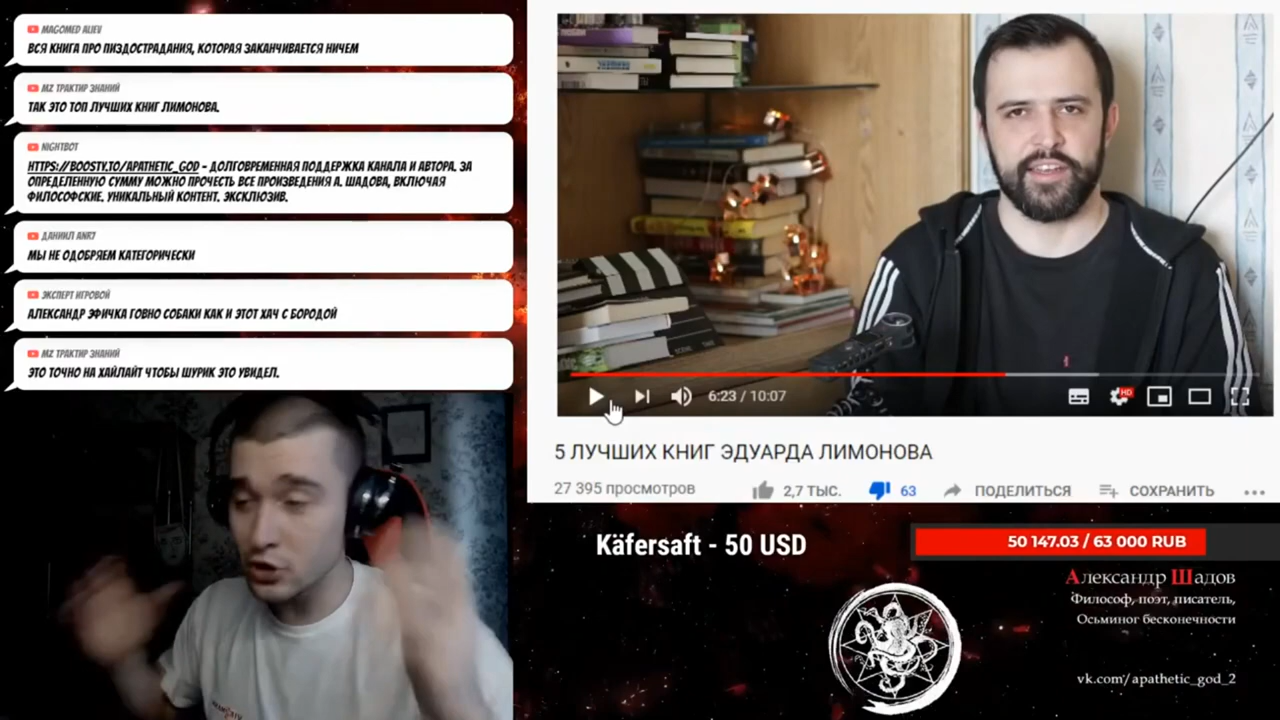 MAGOMED ALIEV
ВСЯ КНИГА ПРО ПИЗДОСТРАДАНИЯ, КОТОРАЯ ЗАКАНЧИВАЕТСЯ НИЧЕМ
MZ ТРАКТИР ЗНАНИЙ
ТАК ЭТО ТОП ЛУЧШИХ КНИГ ЛИМОНОВА.
NIGHTBOT
HTTPS://BOOSTY.TO/APATHETIC_GOD - ДОЛГОВРЕМЕННАЯ ПОДДЕРЖКА КАНАЛА И АВТОРА. ЗА
ОПРЕДЕЛЕННУЮ СУММУ МОЖНО ПРОЧЕСТЬ ВСЕ ПРОИЗВЕДЕНИЯ А. ШАДОВА, ВКЛЮЧАЯ
ФИЛОСОФСКИЕ. УНИКАЛЬНЫЙ КОНТЕНТ. ЭКСКЛЮЗИВ.
ДАНИИЛ ANRY
МЫ НЕ ОДОБРЯЕМ КАТЕГОРИЧЕСКИ
ЭКСПЕРТ ИГРОВОЙ
АЛЕКСАНДР ЭФИЧКА ГОВНО СОБАКИ КАК И ЭТОТ ХАЧ С БОРОДОЙ
MZ ТРАКТИР ЗНАНИЙ
ЭТО ТОЧНО НА ХАЙЛАЙТ ЧТОБЫ ШУРИК ЭТО УВИДЕЛ.
6:23 / 10:07
HD
5 ЛУЧШИХ КНИГ ЭДУАРДА ЛИМОНОВА
27 395 просмотров
2,7 ТЫС.
63
ПОДЕЛИТЬСЯ
СОХРАНИТЬ
Käfersaft - 50 USD
50 147.03 / 63 000 RUB
Александр Шадов
Философ, поэт, писатель,
Осьминог бесконечности
vk.com/apathetic_god_2